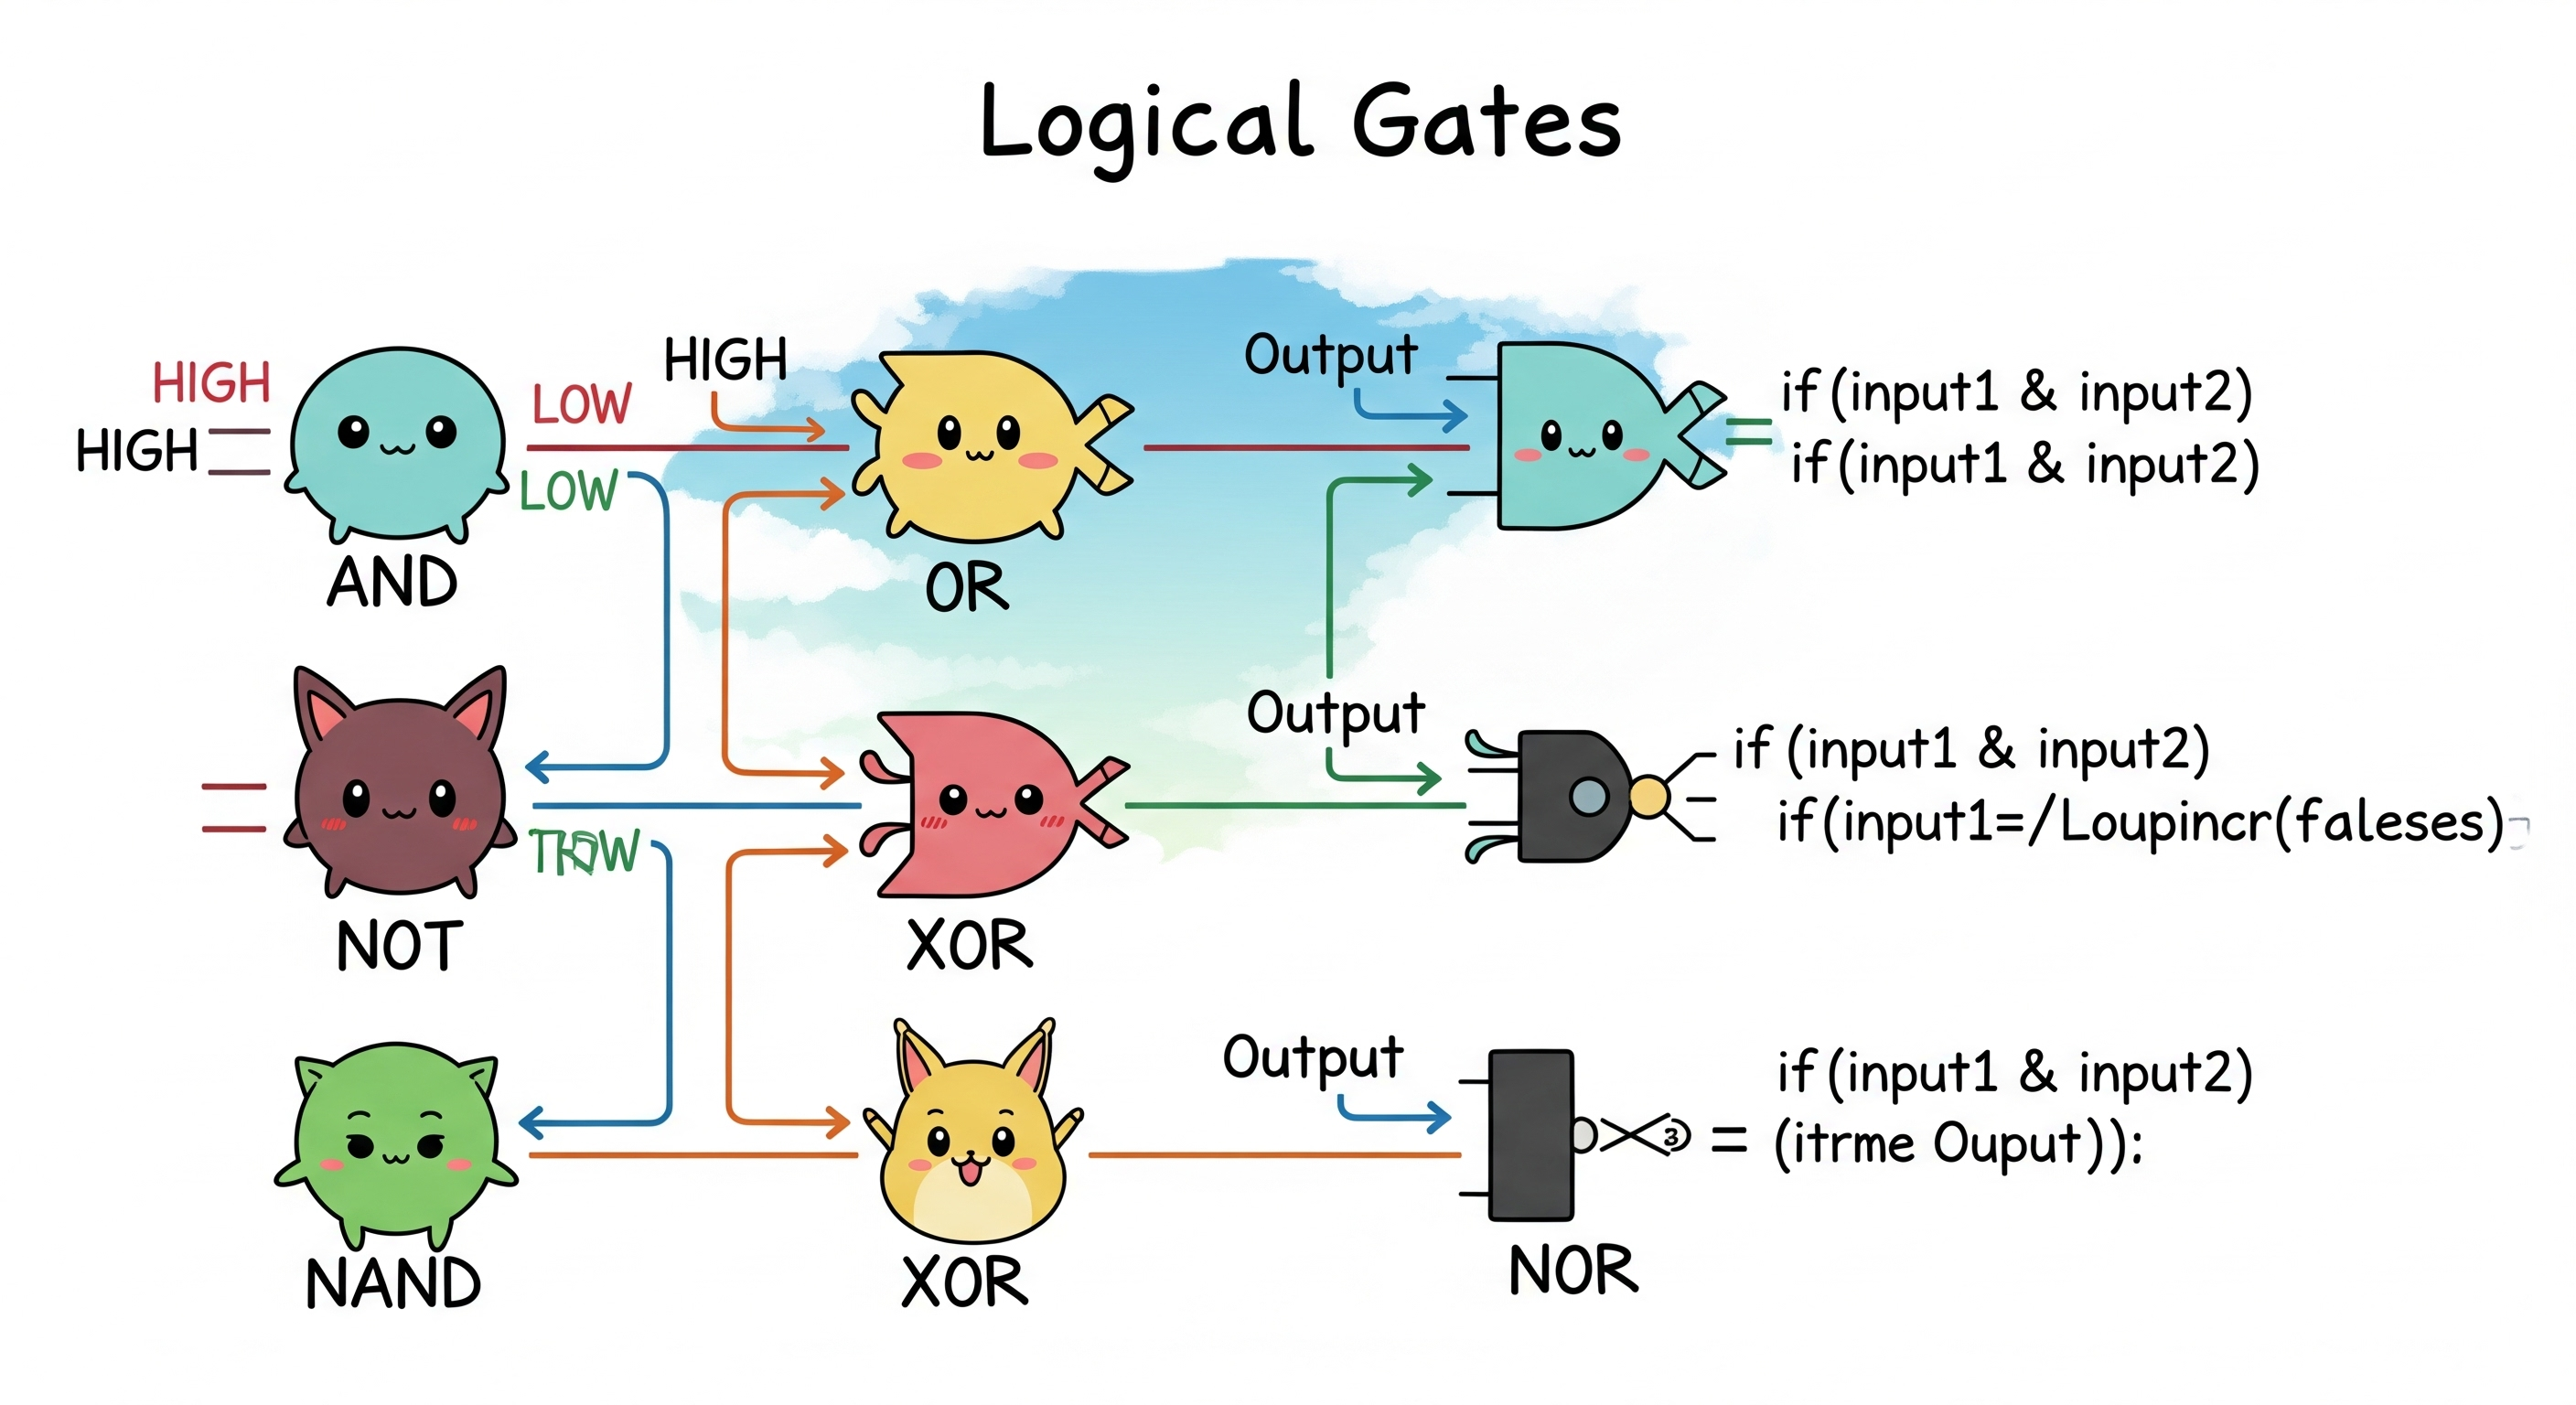 Logical Gates
HIGH
HIGH
LOW
LOW
HIGH
Output
if (input1 & input2)
if (input1 & input2)
AND
OR
Output
if (input1 & input2)
if(input1=/Loupincr(faleses)
NOT
XOR
Output
if (input1 & input2)
3
= (itrme Ouput)):
NAND
XOR
NOR